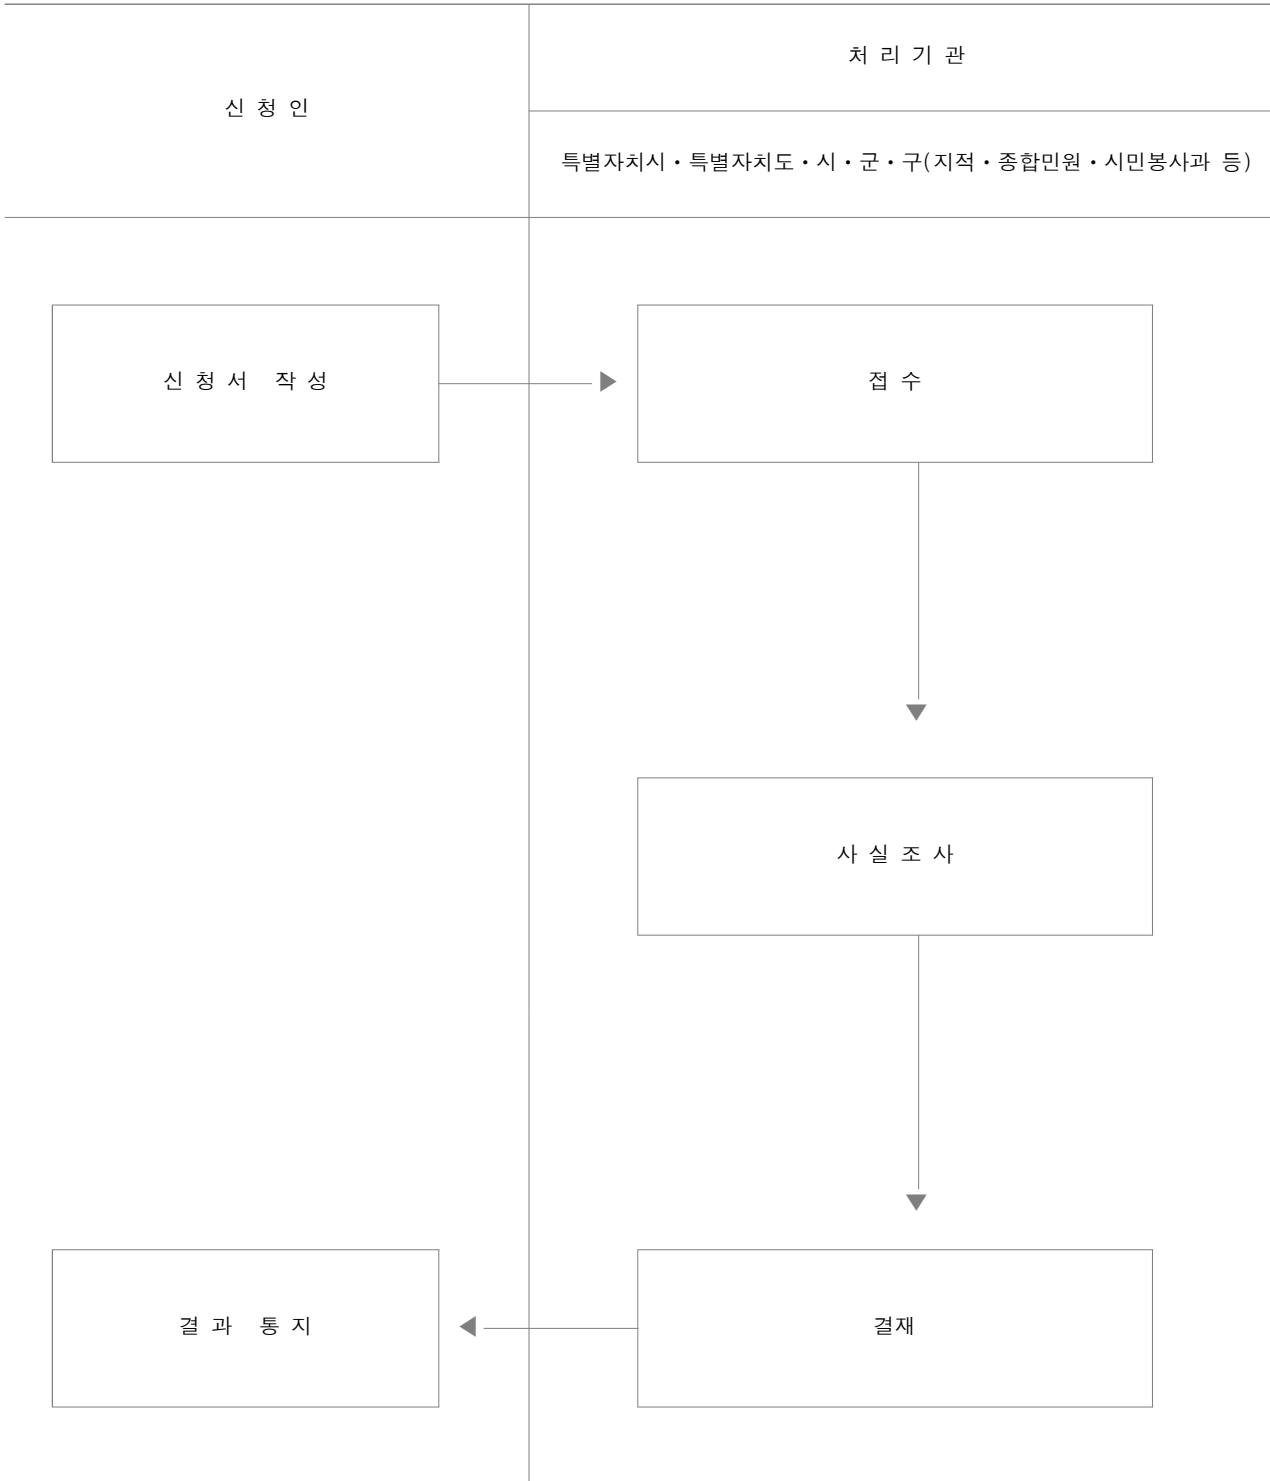 신 청 인
처 리 기 관
특별자치시・특별자치도・시・군・구(지적・종합민원・시민봉사과 등)
신 청 서 작 성
접 수
사 실 조 사
결 과 통 지
결재